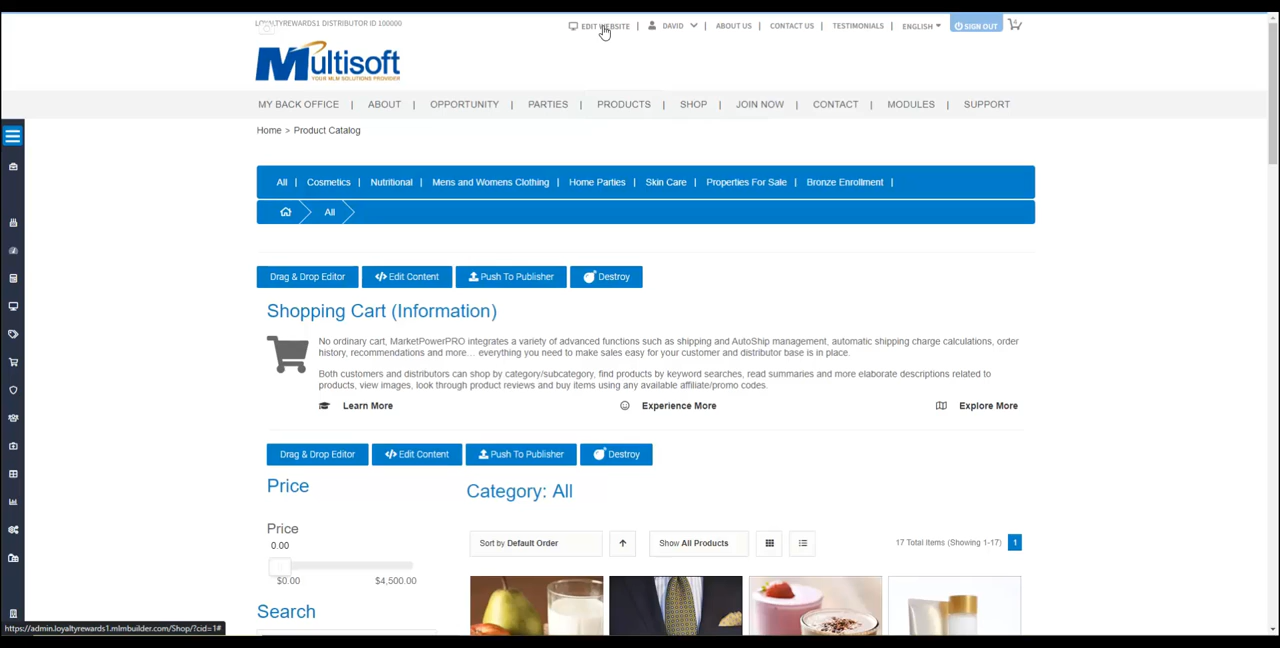 LOYALTYREWARDS1 DISTRIBUTOR ID 100000
EDIT WEBSITE | DAVID | ABOUT US | CONTACT US | TESTIMONIALS | ENGLISH SIGN OUT 4
Multisoft
YOUR MLM SOLUTIONS PROVIDER
MY BACK OFFICE | ABOUT | OPPORTUNITY | PARTIES | PRODUCTS | SHOP | JOIN NOW | CONTACT | MODULES | SUPPORT
Home > Product Catalog
All | Cosmetics | Nutritional | Mens and Womens Clothing | Home Parties | Skin Care | Properties For Sale | Bronze Enrollment |
All
Drag & Drop Editor </> Edit Content Push To Publisher Destroy
Shopping Cart (Information)
No ordinary cart, MarketPowerPRO integrates a variety of advanced functions such as shipping and AutoShip management, automatic shipping charge calculations, order
history, recommendations and more... everything you need to make sales easy for your customer and distributor base is in place.
Both customers and distributors can shop by category/subcategory, find products by keyword searches, read summaries and more elaborate descriptions related to
products, view images, look through product reviews and buy items using any available affiliate/promo codes.
Learn More Experience More Explore More
Drag & Drop Editor </> Edit Content Push To Publisher Destroy
Price
Category: All
Price
0.00
Sort by Default Order Show All Products 17 Total Items (Showing 1-17) 1
$0.00 $4,500.00
Search
https://admin.loyaltyrewards1.mlmbuilder.com/Shop/?cid=1#